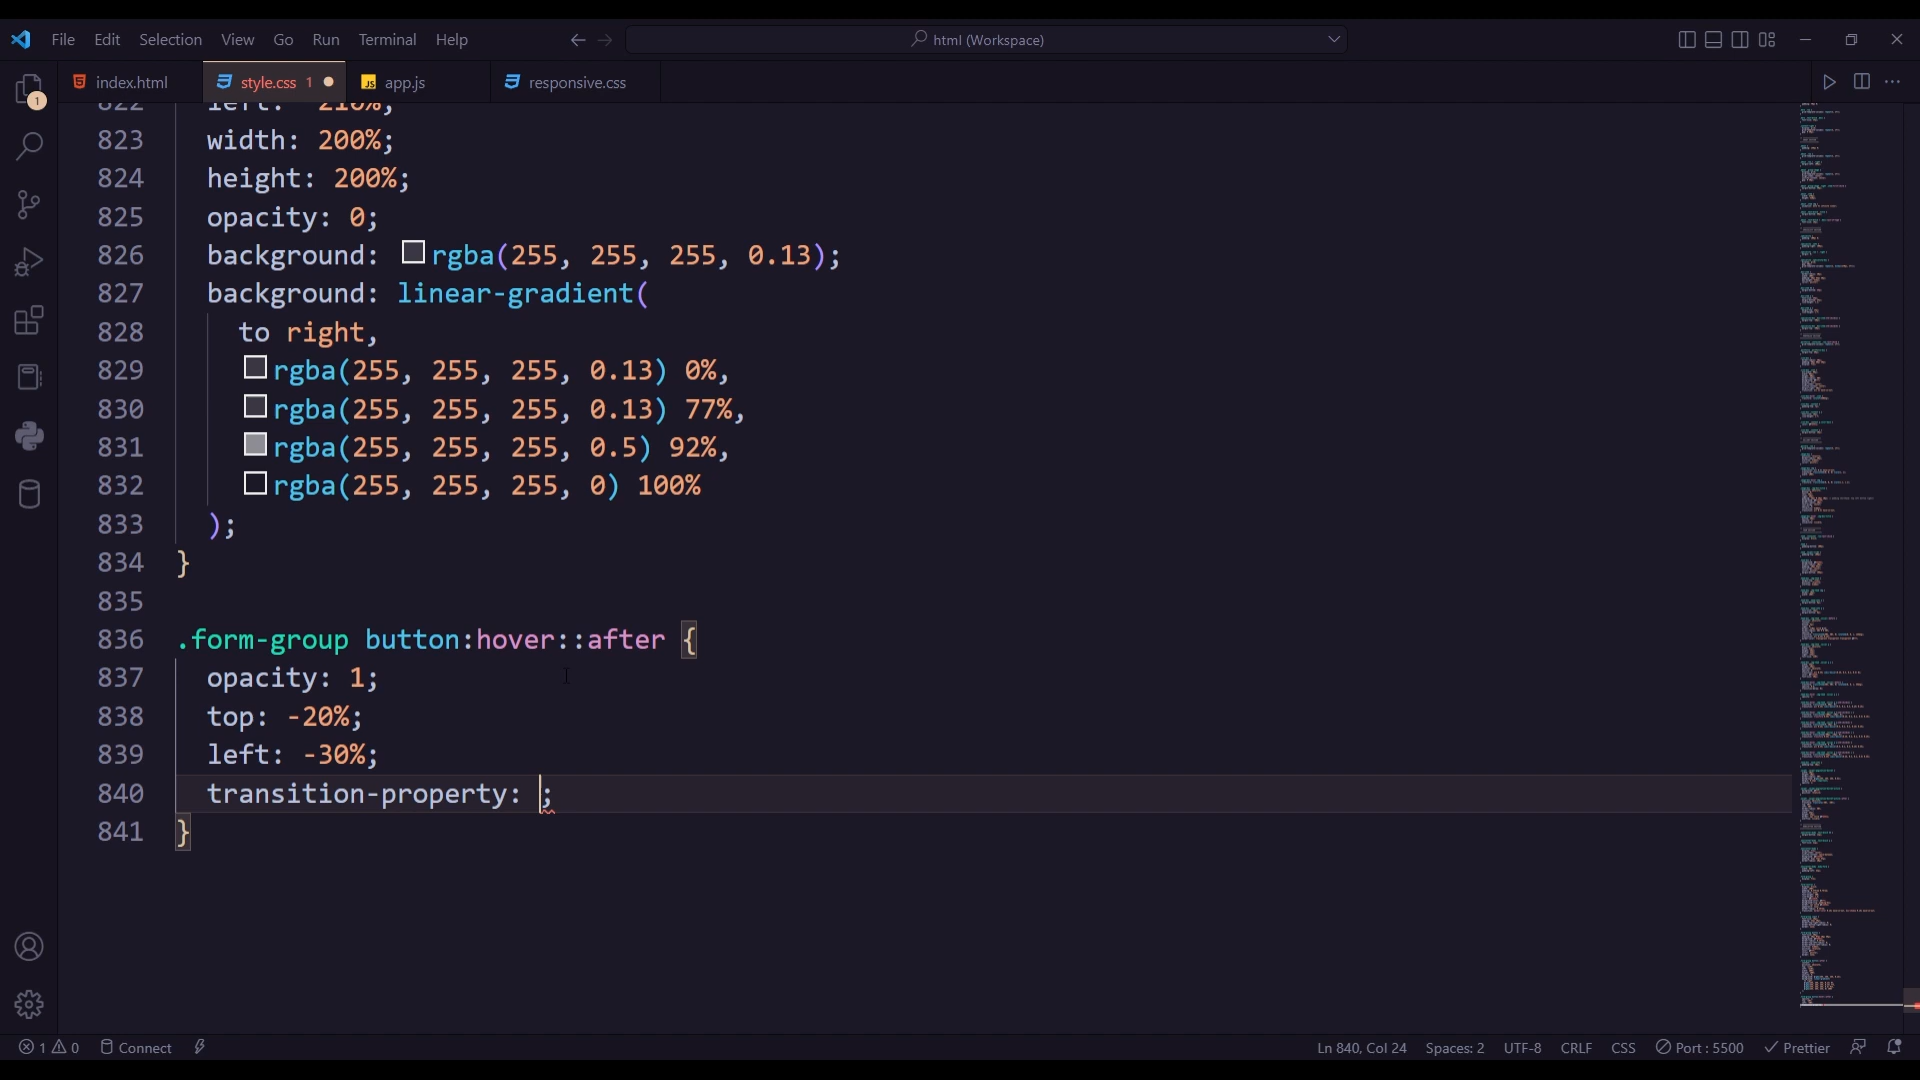 File Edit Selection View Go Run Terminal Help html (Workspace)
index.html style.css 1 app.js responsive.css
822 left: -210%;
823 width: 200%;
824 height: 200%;
825 opacity: 0;
826 background: rgba(255, 255, 255, 0.13);
827 background: linear-gradient(
828 to right,
829 rgba(255, 255, 255, 0.13) 0%,
830 rgba(255, 255, 255, 0.13) 77%,
831 rgba(255, 255, 255, 0.5) 92%,
832 rgba(255, 255, 255, 0) 100%
833 );
834 }
835
836 .form-group button:hover::after {
837 opacity: 1;
838 top: -20%;
839 left: -30%;
840 transition-property: ;
841 }
1
1 0 Connect Ln 840, Col 24 Spaces: 2 UTF-8 CRLF CSS Port : 5500 Prettier